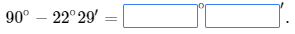 90° − 22°29′ = °′.